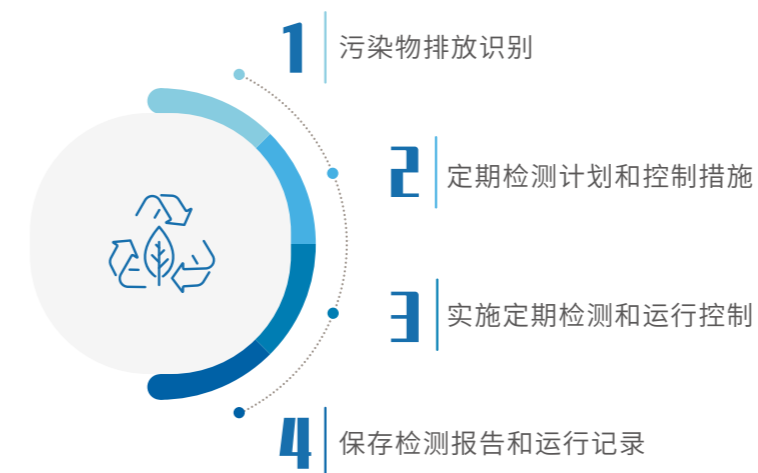 1
污染物排放识别
2
定期检测计划和控制措施
3
实施定期检测和运行控制
4
保存检测报告和运行记录